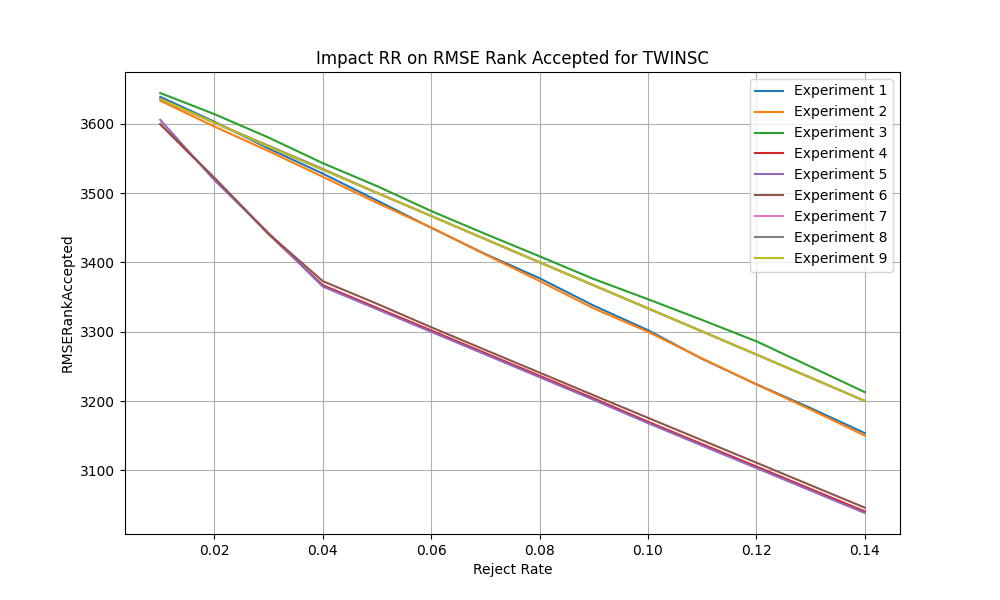 Impact RR on RMSE Rank Accepted for TWINSC
RMSERankAccepted
3600
3500
3400
3300
3200
3100
0.02 0.04 0.06 0.08 0.10 0.12 0.14
Reject Rate
Experiment 1
Experiment 2
Experiment 3
Experiment 4
Experiment 5
Experiment 6
Experiment 7
Experiment 8
Experiment 9